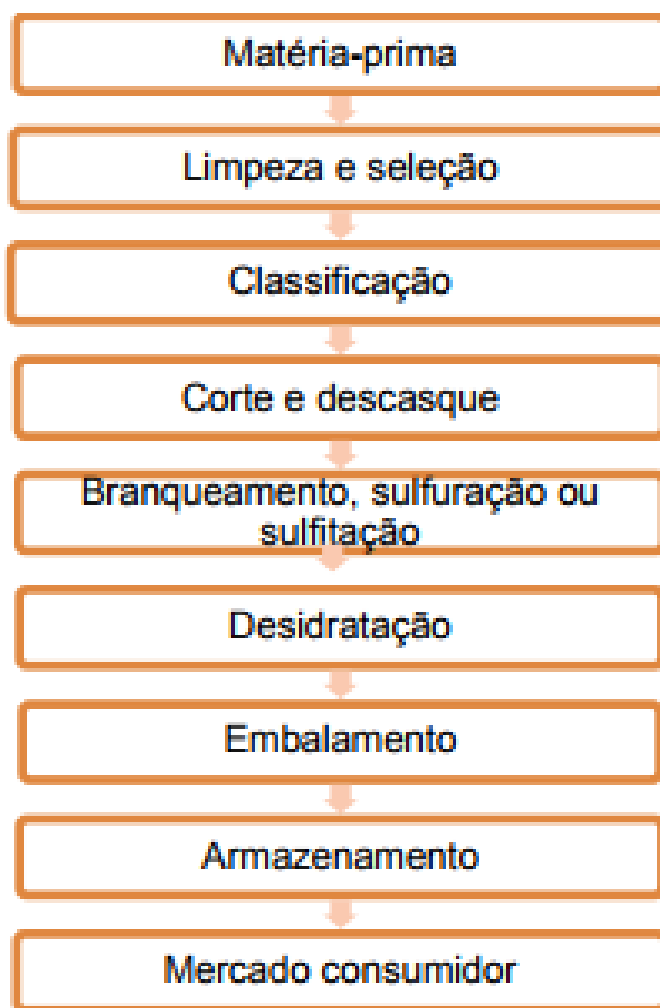 Matéria-prima
Limpeza e seleção
Classificação
Corte e descasque
Branqueamento, sulfuração ou
sulfitação
Desidratação
Embalamento
Armazenamento
Mercado consumidor